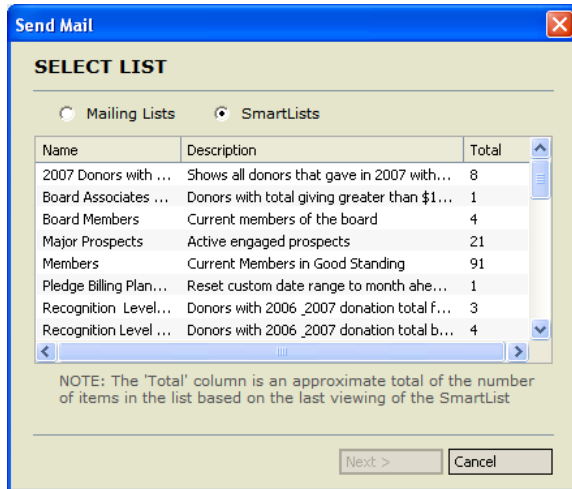 Send Mail
SELECT LIST
Mailing Lists SmartLists
Name Description Total
2007 Donors with ... Shows all donors that gave in 2007 with... 8
Board Associates ... Donors with total giving greater than $1... 1
Board Members Current members of the board 4
Major Prospects Active engaged prospects 21
Members Current Members in Good Standing 91
Pledge Billing Plan... Reset custom date range to month ahe... 1
Recognition Level... Donors with 2006 _2007 donation total f... 3
Recognition Level ... Donors with 2006 _2007 donation total b... 4
NOTE: The 'Total' column is an approximate total of the number
of items in the list based on the last viewing of the SmartList
Next > Cancel